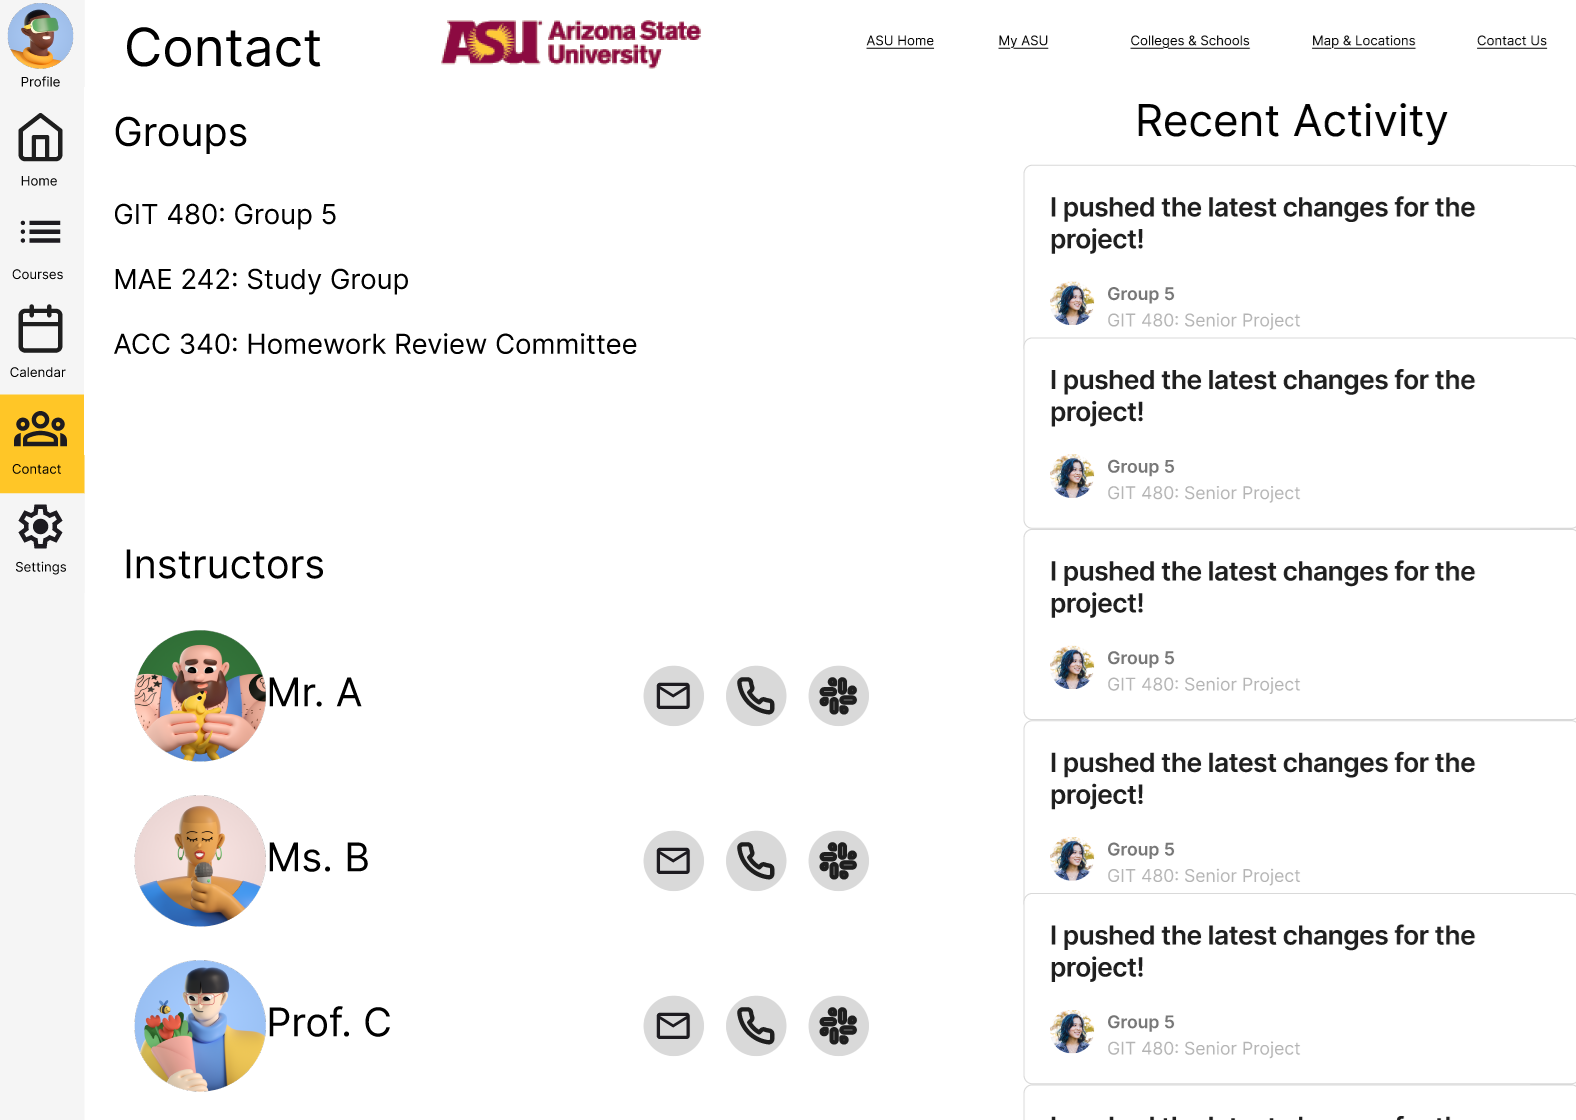 Profile
Home
Courses
Calendar
Contact
Settings
Contact
ASU Arizona State
University
ASU Home
My ASU
Colleges & Schools
Map & Locations
Contact Us
Groups
GIT 480: Group 5
MAE 242: Study Group
ACC 340: Homework Review Committee
Instructors
Mr. A
Ms. B
Prof. C
Recent Activity
I pushed the latest changes for the
project!
Group 5
GIT 480: Senior Project
I pushed the latest changes for the
project!
Group 5
GIT 480: Senior Project
I pushed the latest changes for the
project!
Group 5
GIT 480: Senior Project
I pushed the latest changes for the
project!
Group 5
GIT 480: Senior Project
I pushed the latest changes for the
project!
Group 5
GIT 480: Senior Project